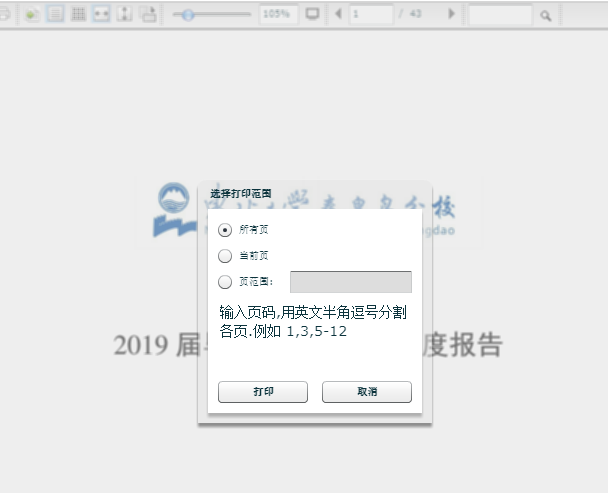 105%
1 / 43
选择打印范围
所有页
当前页
页范围:
输入页码,用英文半角逗号分割
各页.例如 1,3,5-12
2019 届 度报告
打印 取消